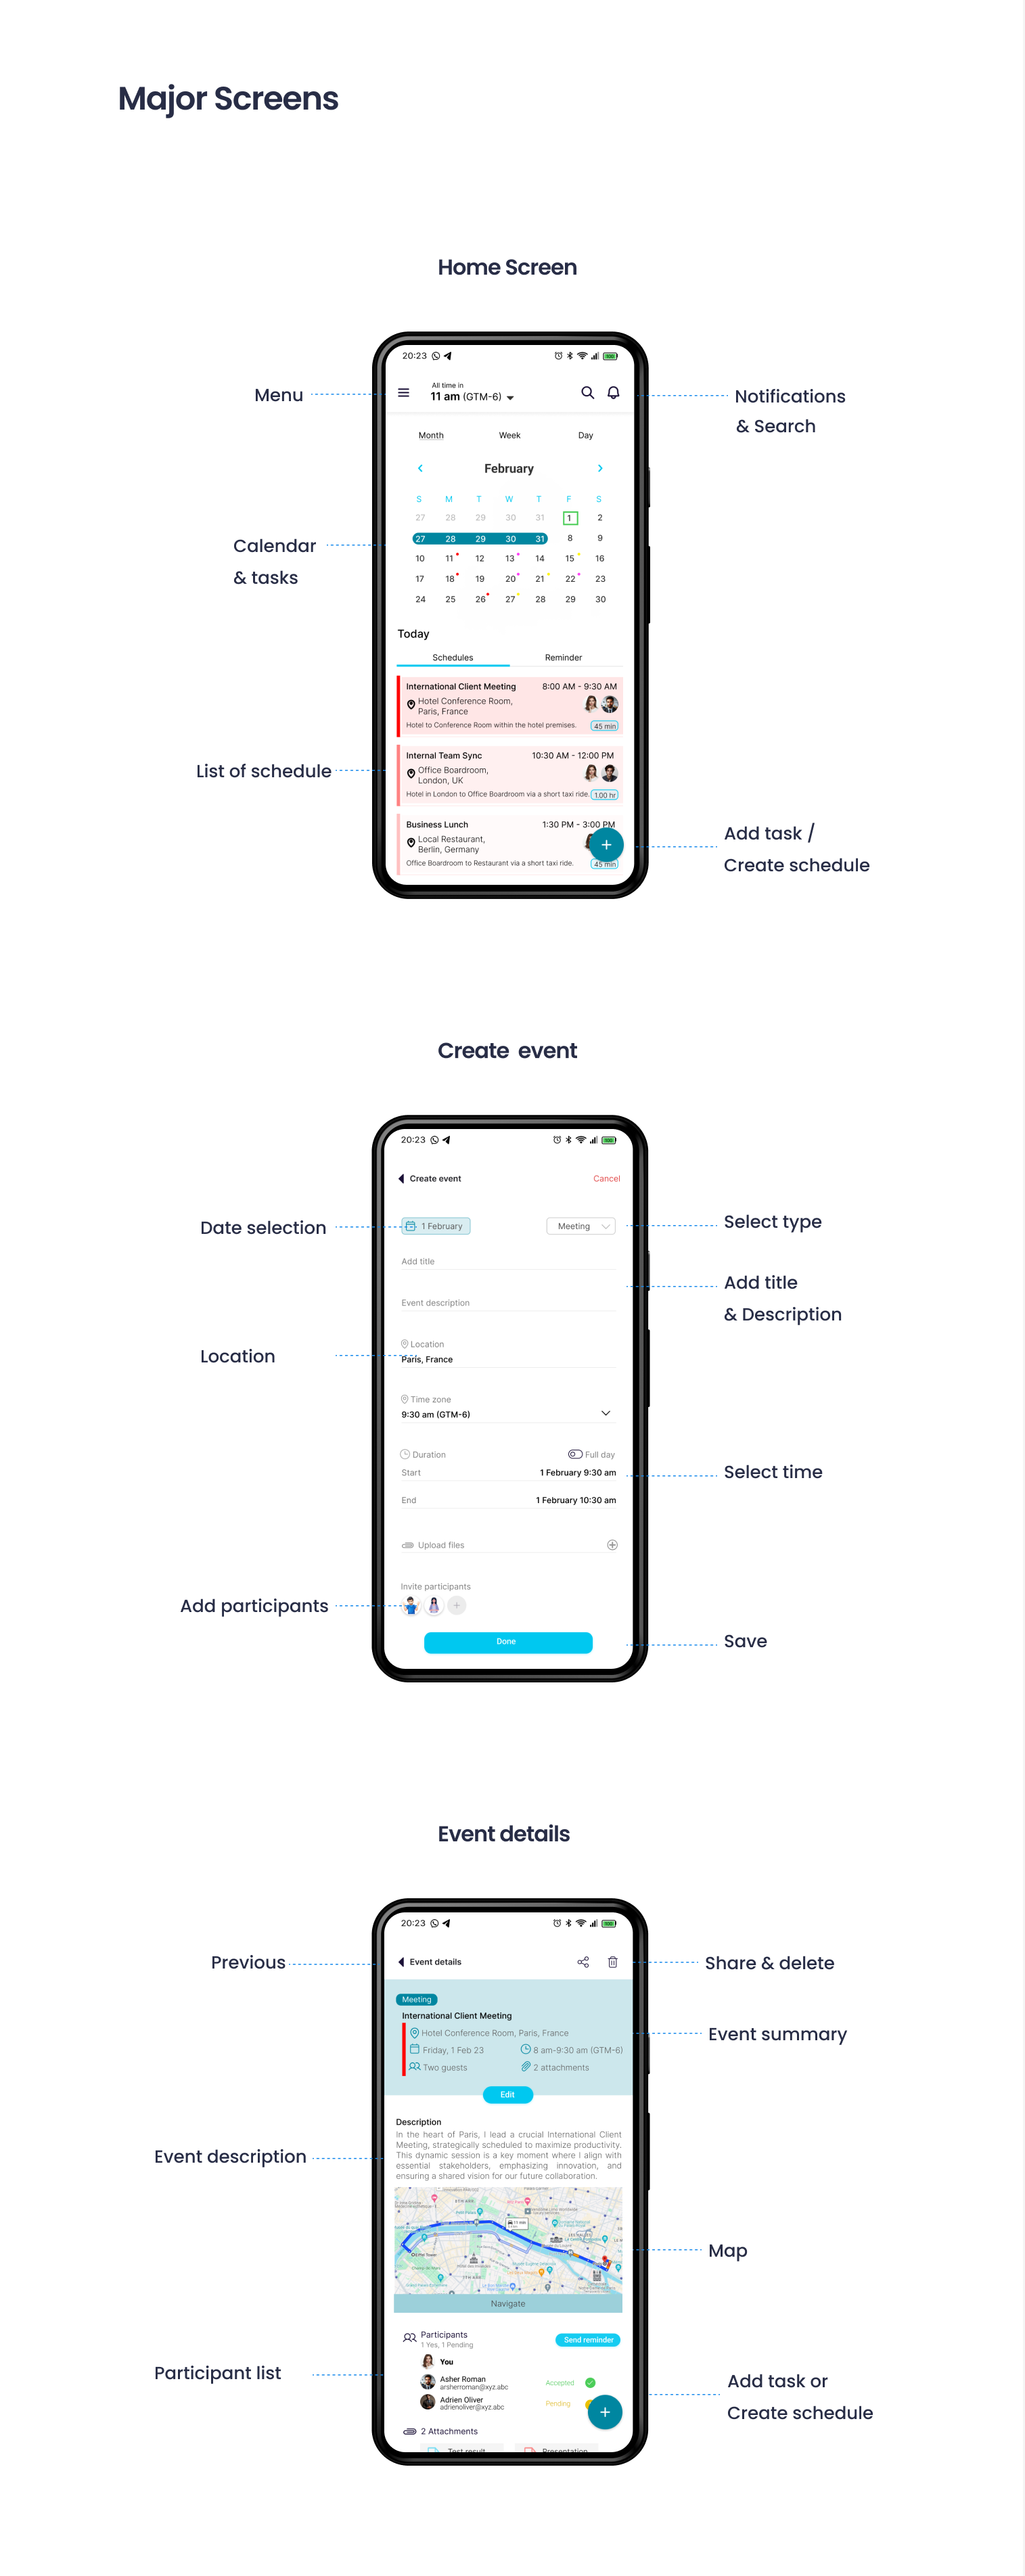 Major Screens
Home Screen
20:23
All time in
11 am (GTM-6)
Menu
Notifications
& Search
Month Week Day
February
S M T W T F S
27 28 29 30 31 1 2
27 28 29 30 31 8 9
10 11 12 13 14 15 16
17 18 19 20 21 22 23
24 25 26 27 28 29 30
Calendar
& tasks
Today
Schedules Reminder
International Client Meeting 8:00 AM - 9:30 AM
Hotel Conference Room,
Paris, France
Hotel to Conference Room within the hotel premises. 45 min
Internal Team Sync 10:30 AM - 12:00 PM
Office Boardroom,
London, UK
Hotel in London to Office Boardroom via a short taxi ride. 1.00 hr
List of schedule
Business Lunch 1:30 PM - 3:00 PM
Local Restaurant,
Berlin, Germany
Office Boardroom to Restaurant via a short taxi ride. 45 min
Add task /
Create schedule
Create event
20:23
Create event Cancel
Date selection
1 February Meeting
Select type
Add title
Event description
Add title
& Description
Location
Location
Paris, France
Time zone
9:30 am (GTM-6)
Duration Full day
Start 1 February 9:30 am
End 1 February 10:30 am
Select time
Upload files
Invite participants
Add participants
Done
Save
Event details
20:23
Previous
Event details
Share & delete
Meeting
International Client Meeting
Hotel Conference Room, Paris, France
Friday, 1 Feb 23 8 am-9:30 am (GTM-6)
Two guests 2 attachments
Edit
Event summary
Description
In the heart of Paris, I lead a crucial International Client
Meeting, strategically scheduled to maximize productivity.
This dynamic session is a key moment where I align with
essential stakeholders, emphasizing innovation, and
ensuring a shared vision for our future collaboration.
Event description
Map
Navigate
Participants
1 Yes, 1 Pending
Send reminder
You
Asher Roman
arsherroman@xyz.abc
Accepted
Adrien Oliver
adrienoliver@xyz.abc
Pending
Participant list
Add task or
Create schedule
2 Attachments
Test result Presentation